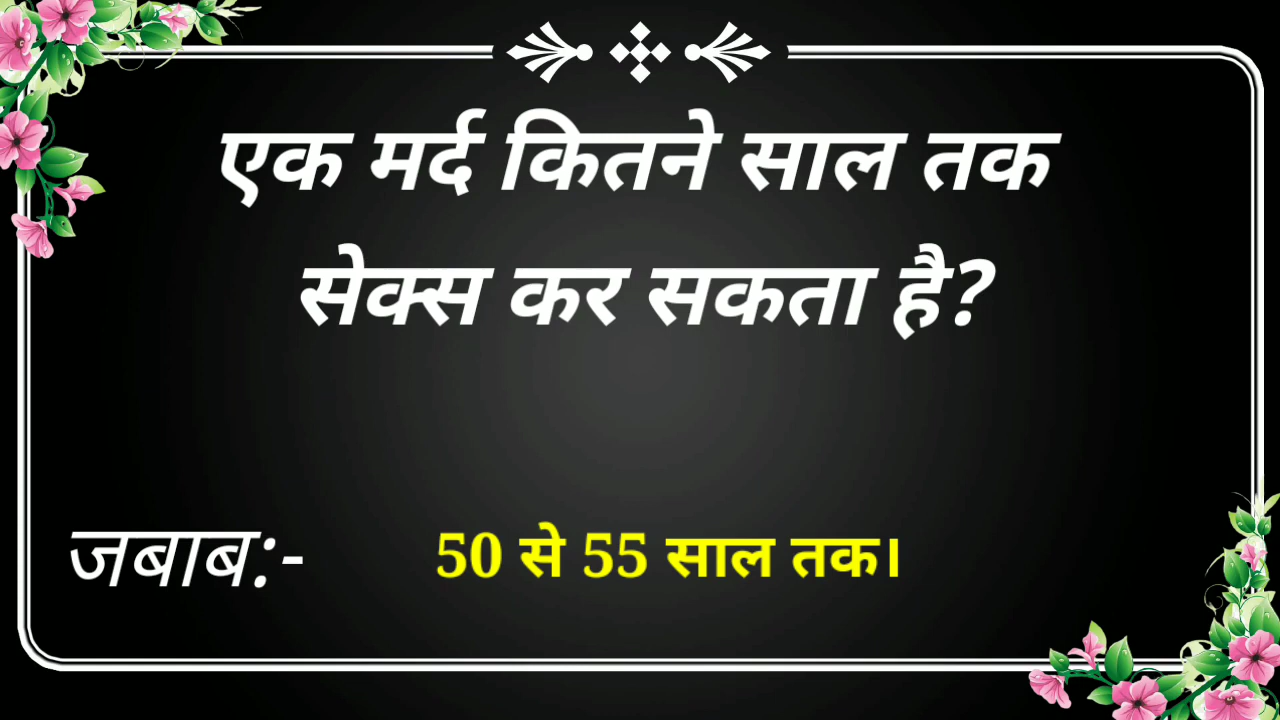 एक मर्द कितने साल तक
सेक्स कर सकता है?
जबाब:- 50 से 55 साल तक।